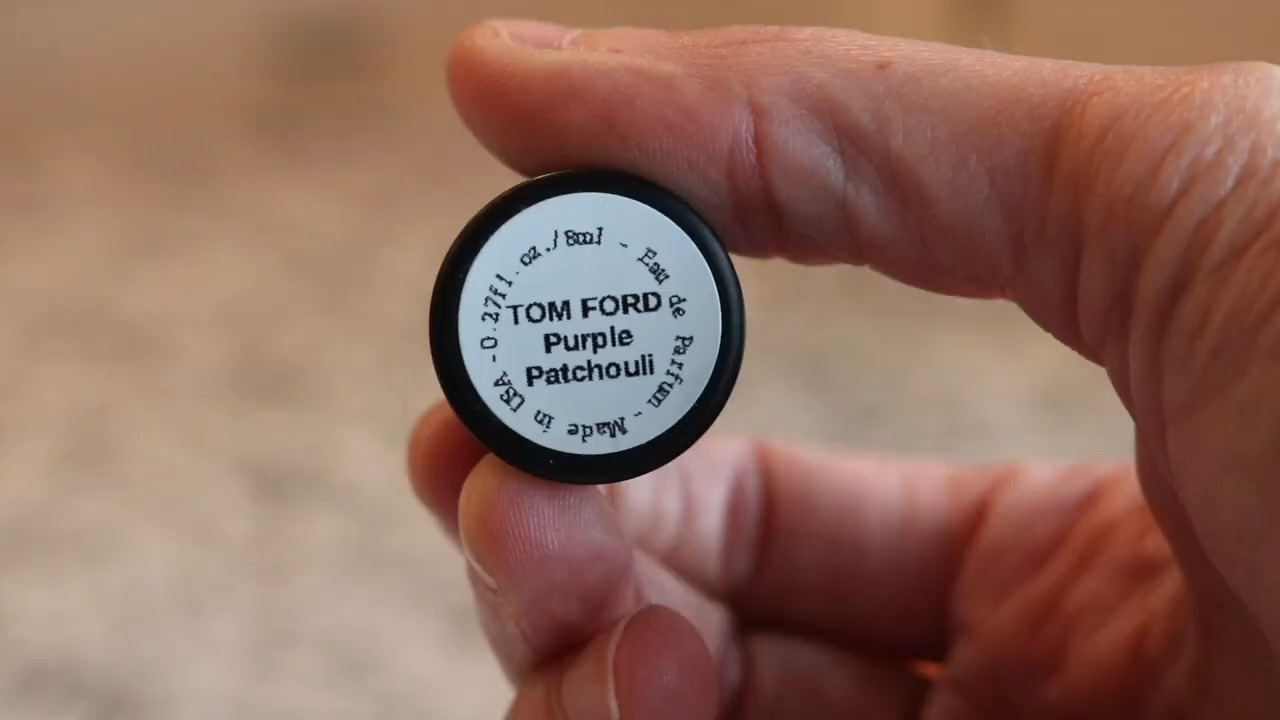 TOM FORD
Purple
Patchouli
0.27fl. oz./8ml - Eau de Parfum - Made in USA -